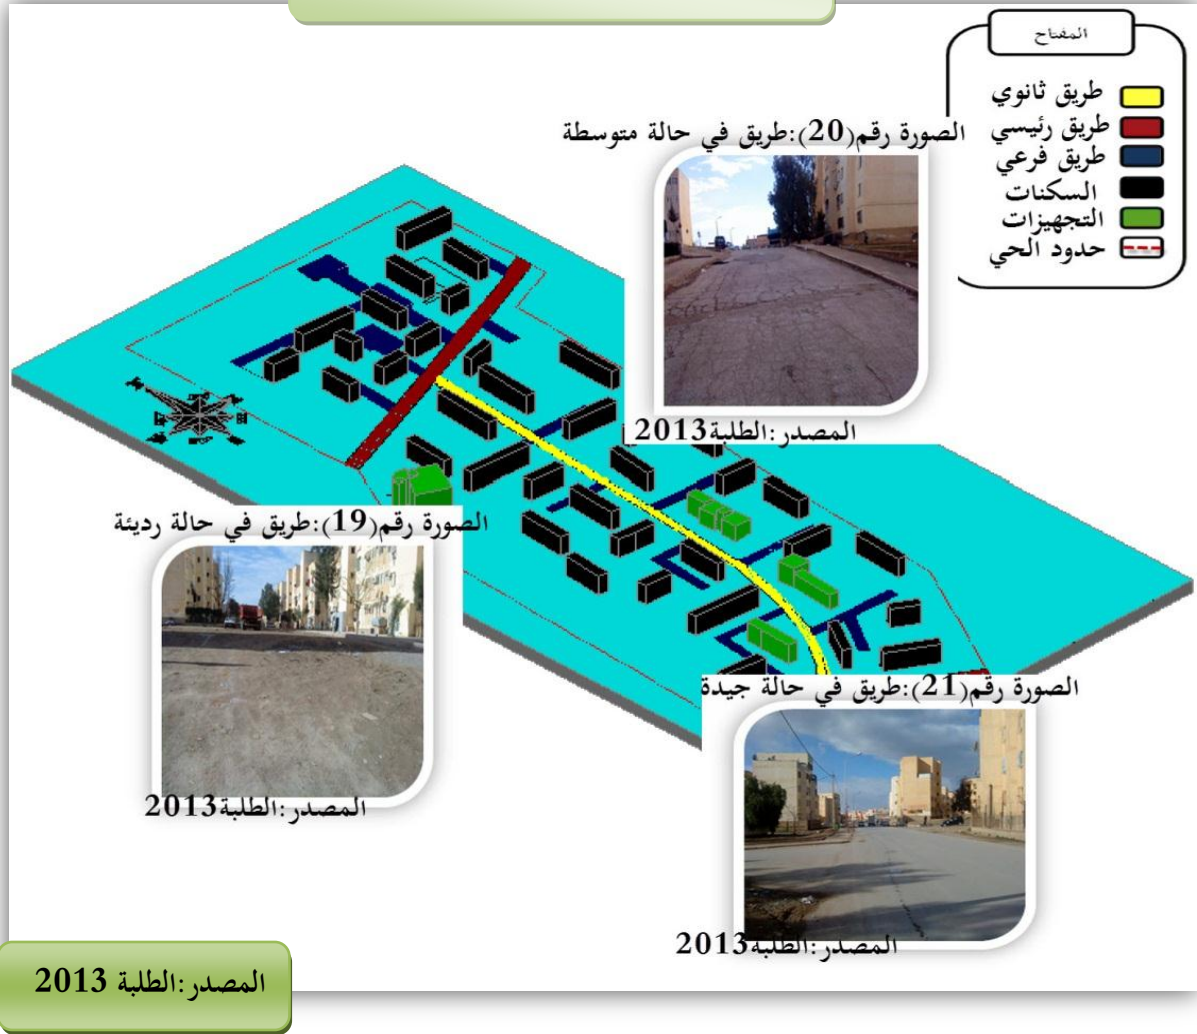 المفتاح
طريق ثانوي
طريق رئيسي
طريق فرعي
السكنات
التجهيزات
حدود الحي
الصورة رقم(20):طريق في حالة متوسطة
المصدر:الطلبة2013
الصورة رقم(19):طريق في حالة رديئة
المصدر:الطلبة2013
الصورة رقم(21):طريق في حالة جيدة
المصدر:الطلبة2013
المصدر:الطلبة 2013